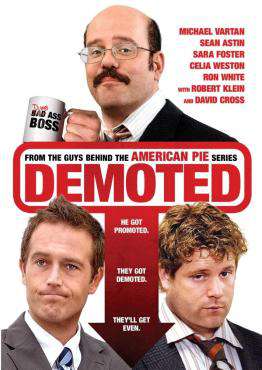 MICHAEL VARTAN
SEAN ASTIN
SARA FOSTER
CELIA WESTON
RON WHITE
WITH ROBERT KLEIN
AND DAVID CROSS
BAD ASS
BOSS
FROM THE GUYS BEHIND THE AMERICAN PIE SERIES
DEMOTED
HE GOT
PROMOTED.
THEY GOT
DEMOTED.
THEY'LL GET
EVEN.